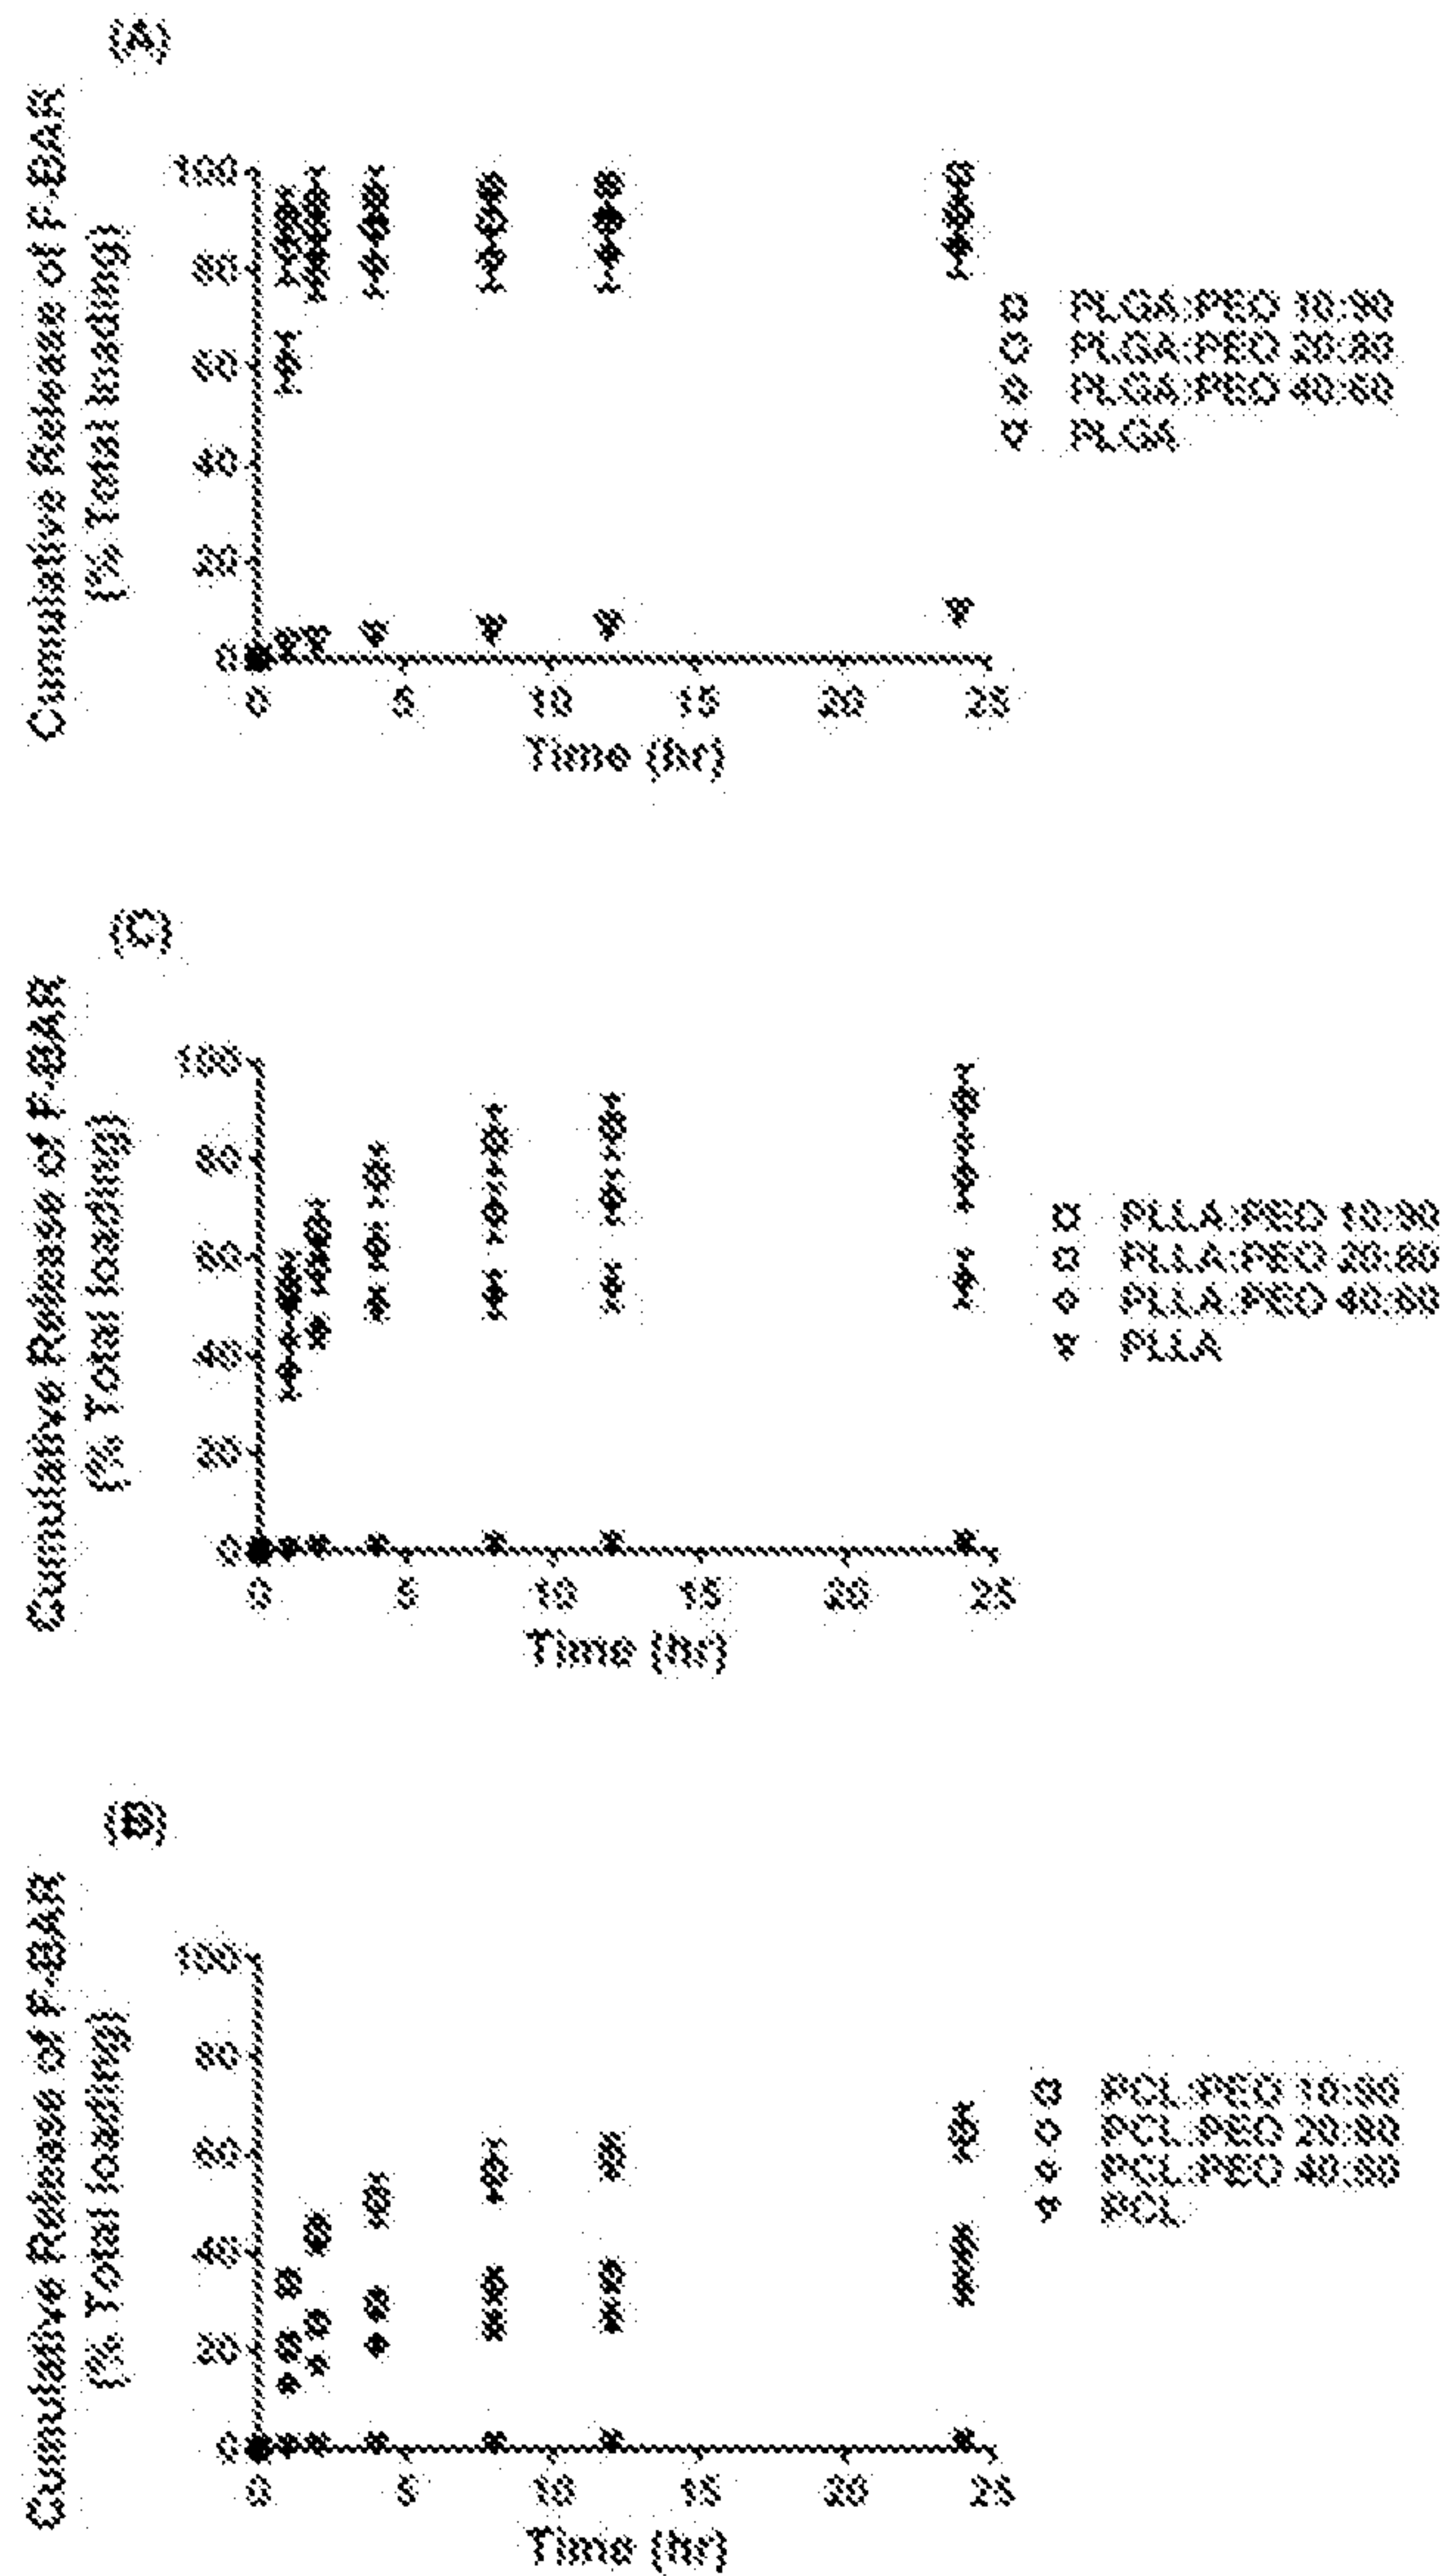 (A)
Cumulative Release of F-BAR
(% Total loading)
100
80
60
40
20
0
0
5
10
15
20
25
Time (hr)
PLGA:PEO 10:90
PLGA:PEO 20:80
PLGA:PEO 40:60
PLGA
(C)
Cumulative Release of F-BAR
(% Total loading)
100
80
60
40
20
0
0
5
10
15
20
25
Time (hr)
PLLA:PEO 10:90
PLLA:PEO 20:80
PLLA:PEO 40:60
PLLA
(B)
Cumulative Release of F-BAR
(% Total loading)
100
80
60
40
20
0
0
5
10
15
20
25
Time (hr)
PCL:PEO 10:90
PCL:PEO 20:80
PCL:PEO 40:60
PCL